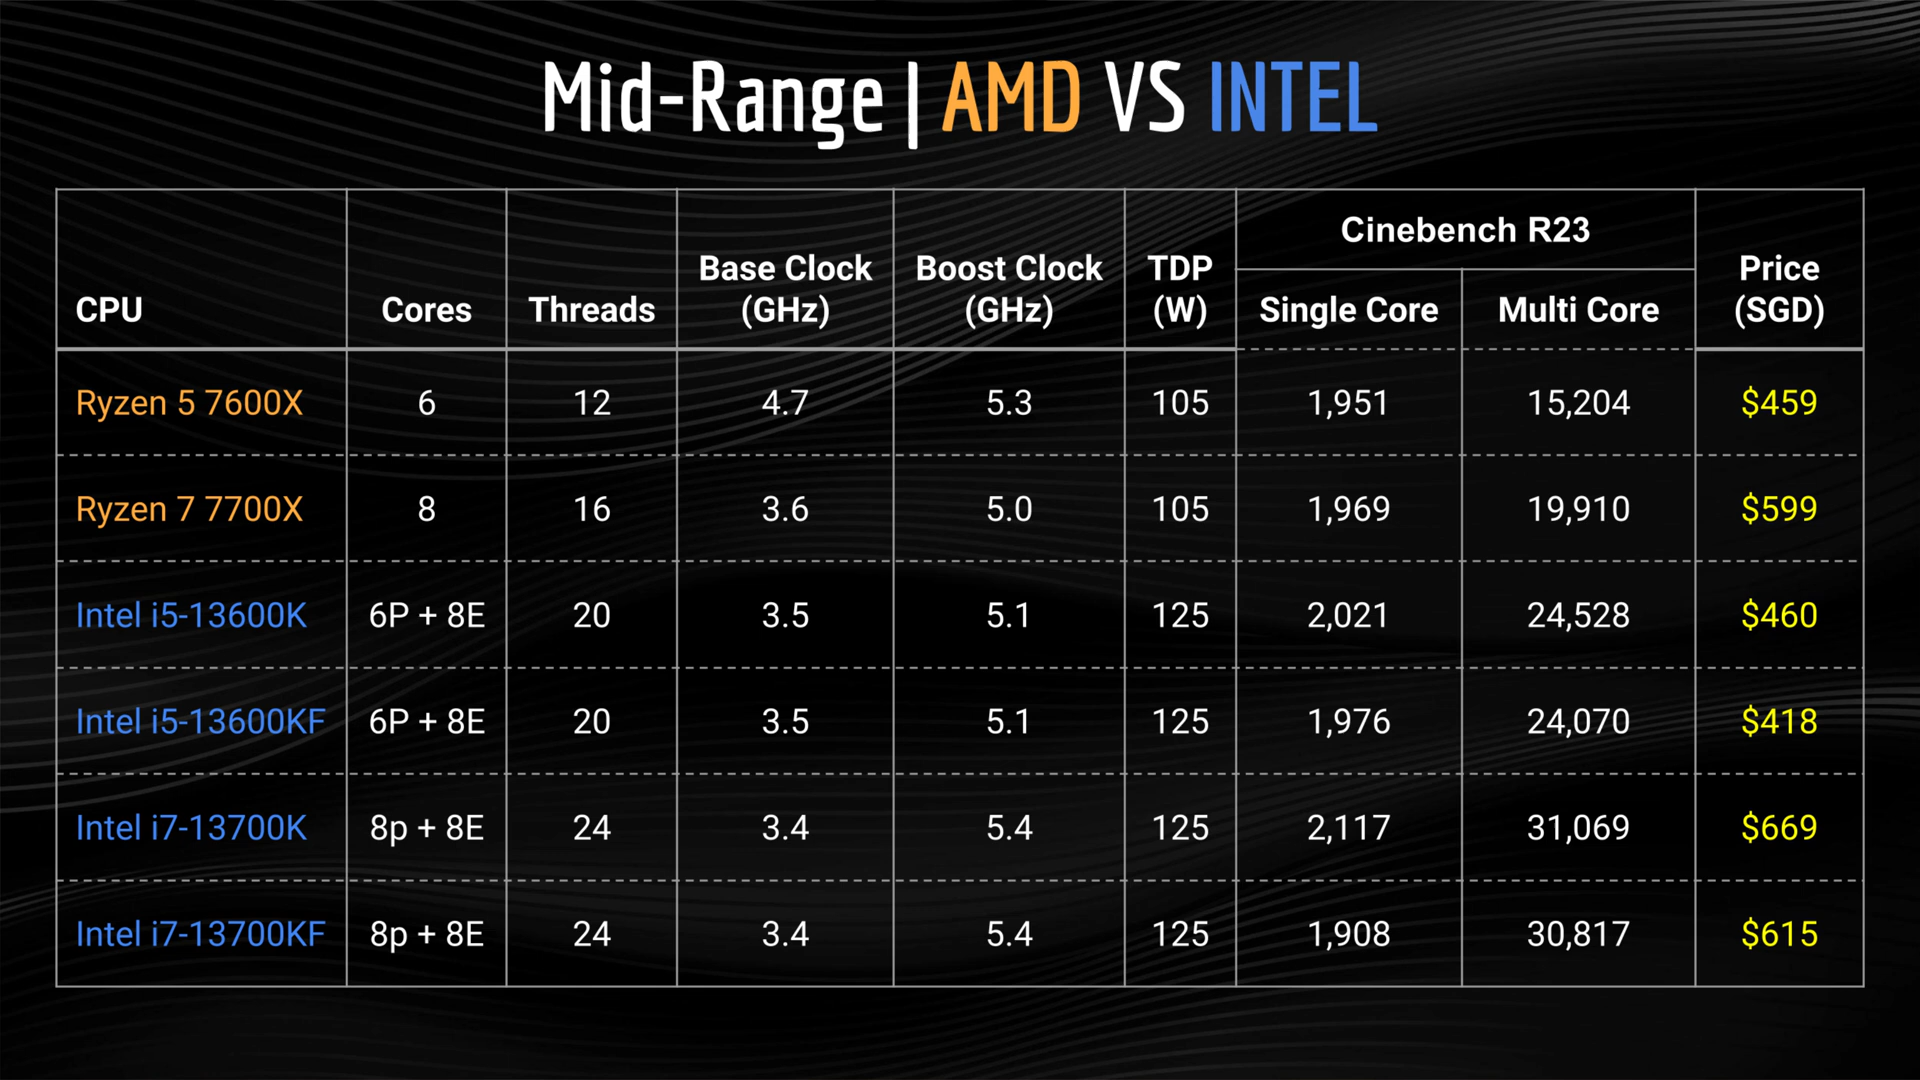 Mid-Range | AMD VS INTEL
Cinebench R23
CPU Cores Threads Base Clock (GHz) Boost Clock (GHz) TDP (W) Single Core Multi Core Price (SGD)
Ryzen 5 7600X 6 12 4.7 5.3 105 1,951 15,204 $459
Ryzen 7 7700X 8 16 3.6 5.0 105 1,969 19,910 $599
Intel i5-13600K 6P + 8E 20 3.5 5.1 125 2,021 24,528 $460
Intel i5-13600KF 6P + 8E 20 3.5 5.1 125 1,976 24,070 $418
Intel i7-13700K 8p + 8E 24 3.4 5.4 125 2,117 31,069 $669
Intel i7-13700KF 8p + 8E 24 3.4 5.4 125 1,908 30,817 $615